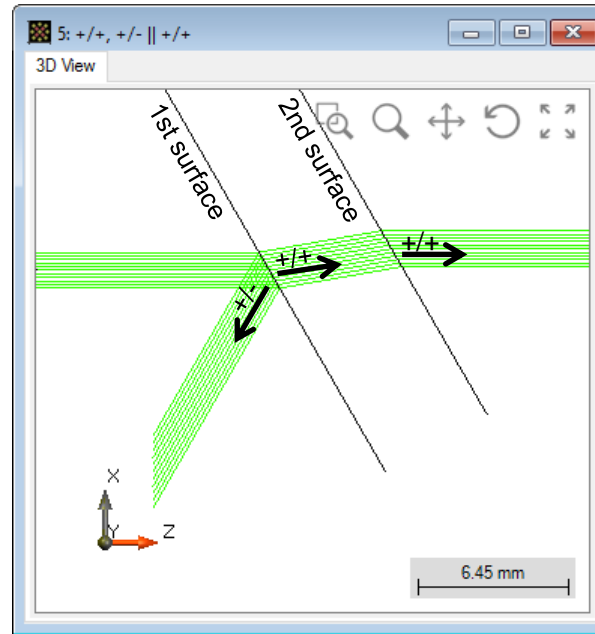 5: +/+, +/- || +/+
3D View
1st surface
2nd surface
+/+
+/+
+/-
X
Y
Z
6.45 mm